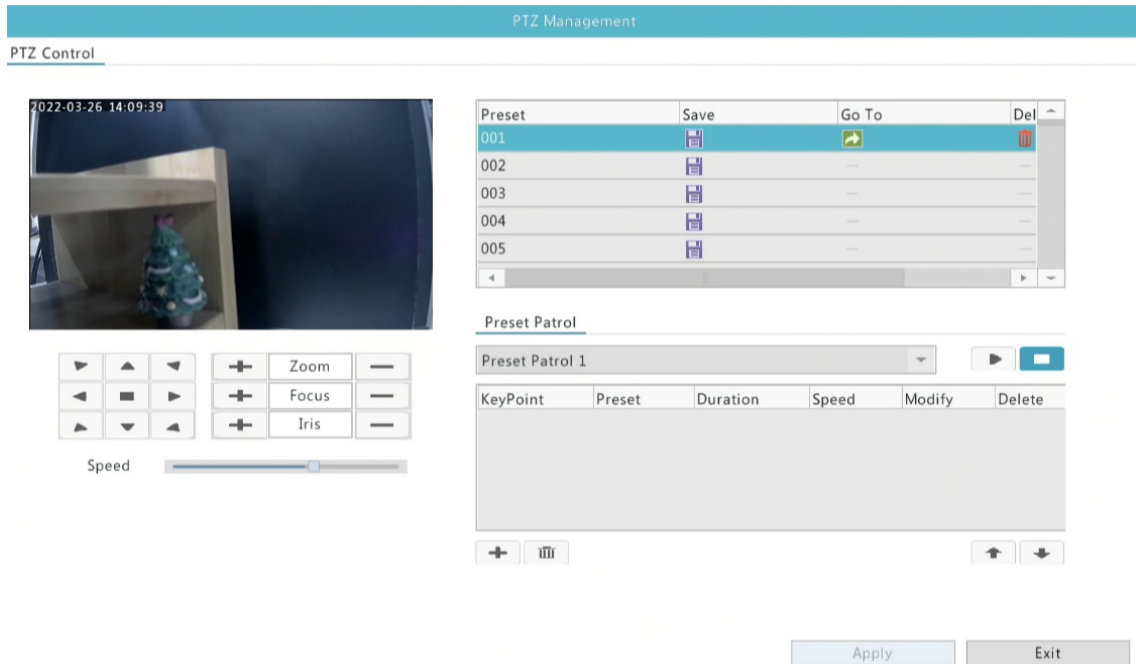 PTZ Management
PTZ Control
2022-03-26 14:09:39
Preset Save Go To Del
001
002
003
004
005
Preset Patrol
Preset Patrol 1
KeyPoint Preset Duration Speed Modify Delete
Zoom
Focus
Iris
Speed
Apply Exit